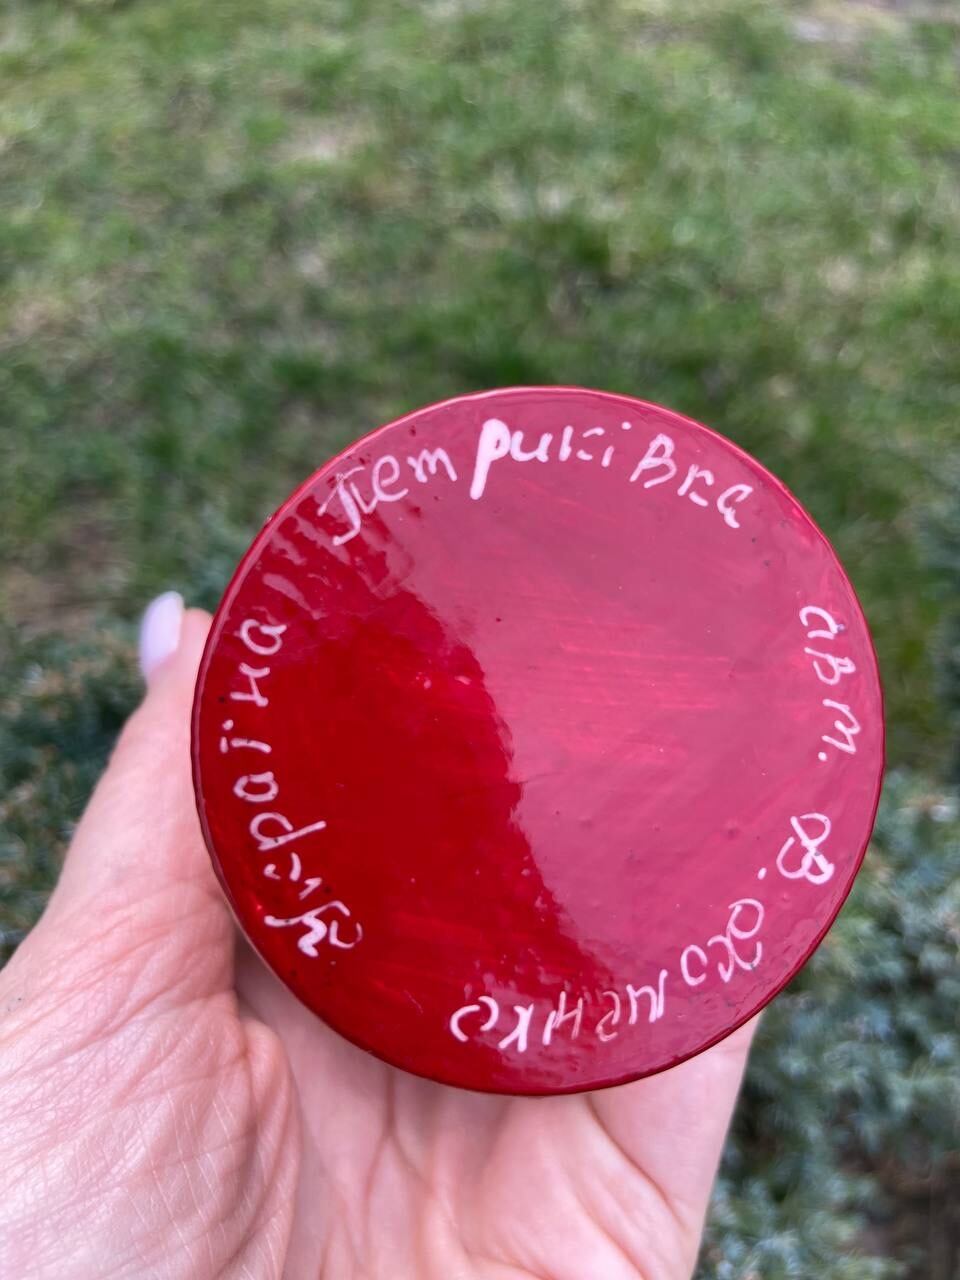 Україна
Петриківка
авт.
В. Хоменко